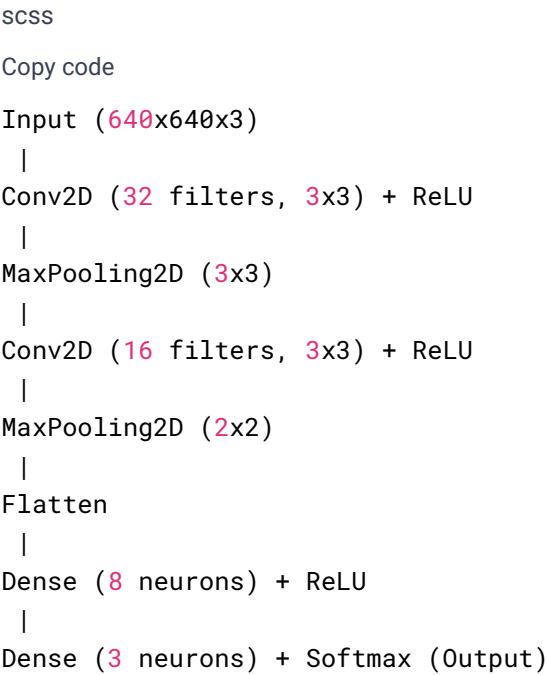 scss
Copy code
Input (640x640x3)
|
Conv2D (32 filters, 3x3) + ReLU
|
MaxPooling2D (3x3)
|
Conv2D (16 filters, 3x3) + ReLU
|
MaxPooling2D (2x2)
|
Flatten
|
Dense (8 neurons) + ReLU
|
Dense (3 neurons) + Softmax (Output)